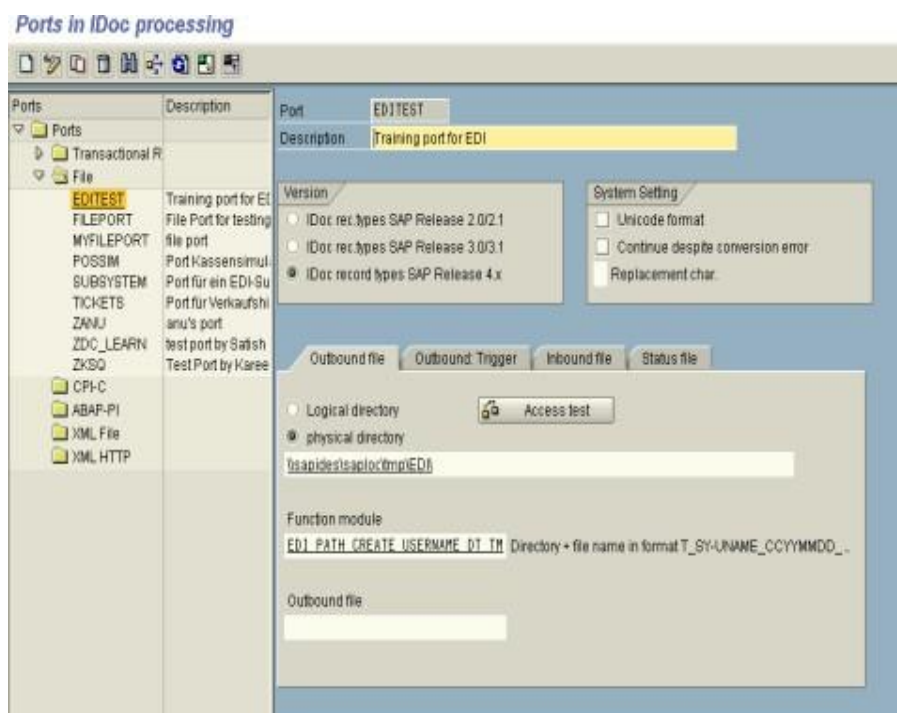 Ports in IDoc processing
Ports Description
Ports
Transactional R
File
EDITEST Training port for ED
FILEPORT File Port for testing
MYFILEPORT file port
POSSIM Port Kassensimul
SUBSYSTEM Port für ein EDI-Su
TICKETS Port für Verkaufshi
ZANU anu's port
ZDC_LEARN test port by Satish
ZKSQ Test Port by Karee
CPI-C
ABAP-PI
XML File
XML HTTP
Port EDITEST
Description Training port for EDI
Version
IDoc rec.types SAP Release 2.0/2.1
IDoc rec.types SAP Release 3.0/3.1
IDoc record types SAP Release 4.x
System Setting
Unicode format
Continue despite conversion error
Replacement char.
Outbound file Outbound: Trigger Inbound file Status file
Logical directory Access test
physical directory
\\sapides\saploc\tmp\EDI\
Function module
EDI_PATH_CREATE_USERNAME_DT_TM Directory + file name in format T_SY-UNAME_CCYYMMDD_...
Outbound file